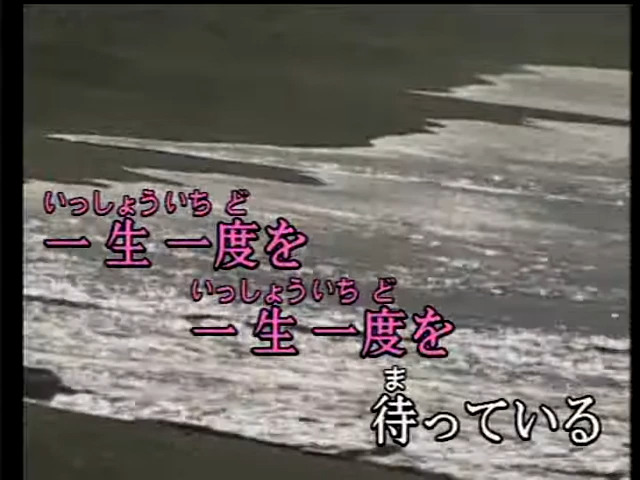 いっしょういちど
一生一度を
いっしょういちど
一生一度を
ま
待っている